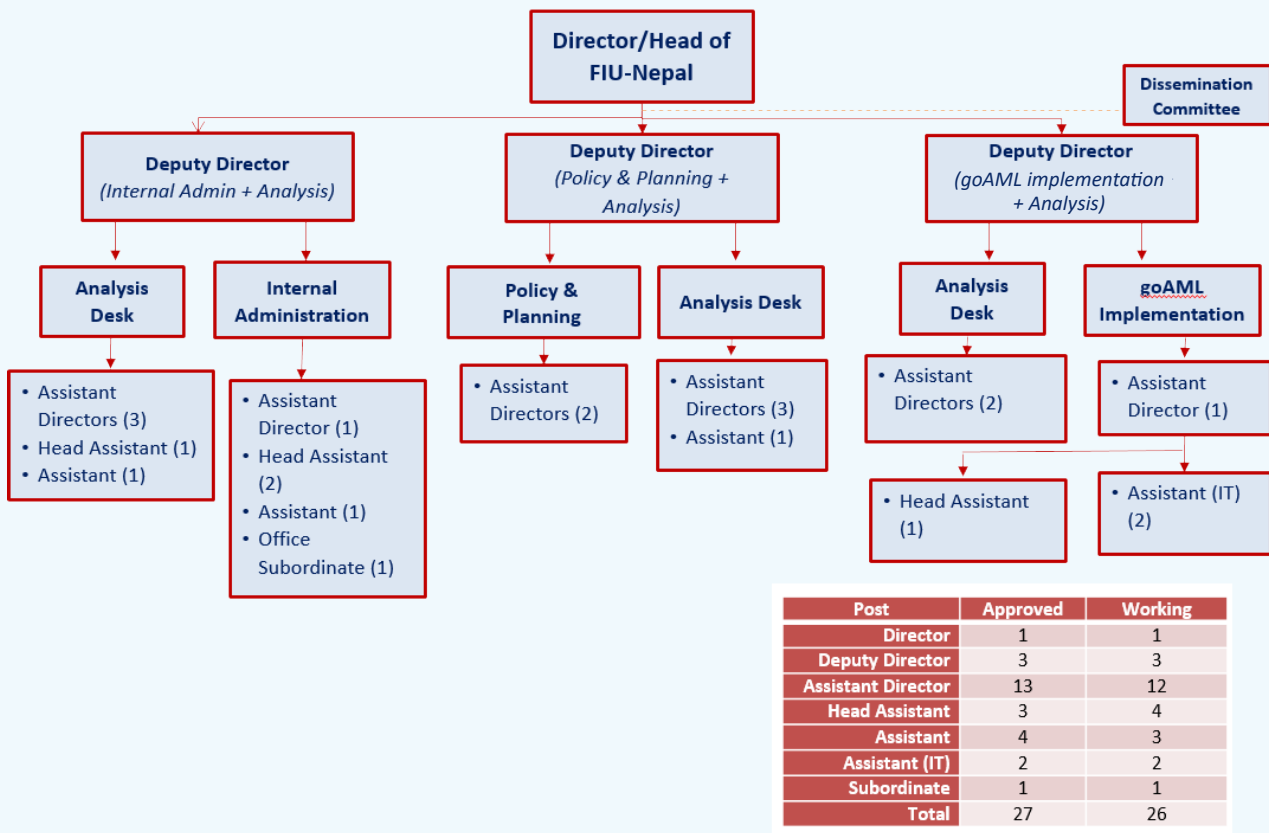 Director/Head of
FIU-Nepal
Dissemination
Committee
Deputy Director
(Internal Admin + Analysis)
Deputy Director
(Policy & Planning +
Analysis)
Deputy Director
(goAML implementation
+ Analysis)
Analysis
Desk
Internal
Administration
Policy &
Planning
Analysis Desk
Analysis
Desk
goAML
Implementation
• Assistant
Directors (3)
• Head Assistant (1)
• Assistant (1)
• Assistant
Director (1)
• Head Assistant
(2)
• Assistant (1)
• Office
Subordinate (1)
• Assistant
Directors (2)
• Assistant
Directors (3)
• Assistant (1)
• Assistant
Directors (2)
• Assistant
Director (1)
• Head Assistant
(1)
• Assistant (IT)
(2)
Post Approved Working
Director 1 1
Deputy Director 3 3
Assistant Director 13 12
Head Assistant 3 4
Assistant 4 3
Assistant (IT) 2 2
Subordinate 1 1
Total 27 26